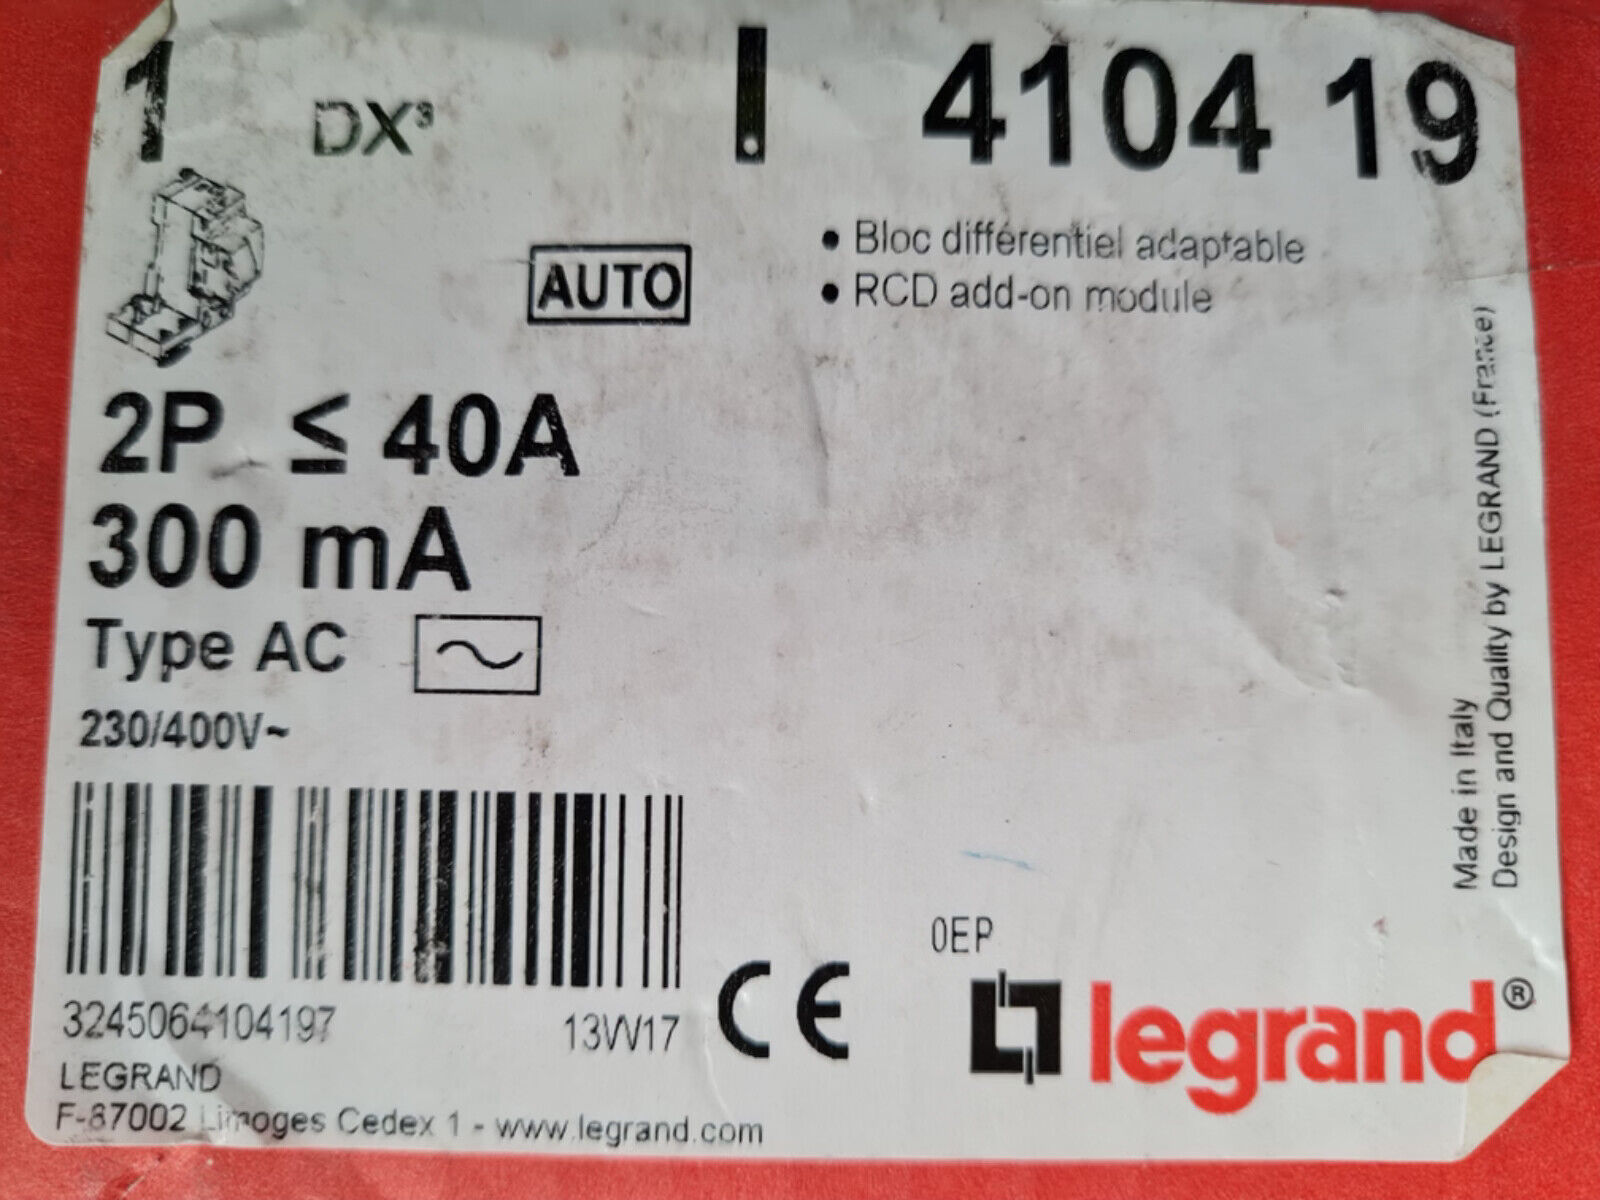 1 DX³ 4104 19
• Bloc différentiel adaptable
• RCD add-on module
AUTO
2P ≤ 40A
300 mA
Type AC
230/400V~
3245064104197 13W17
LEGRAND
F-87002 Limoges Cedex 1 - www.legrand.com
CE
0EP
legrand®
Made in Italy
Design and Quality by LEGRAND (France)